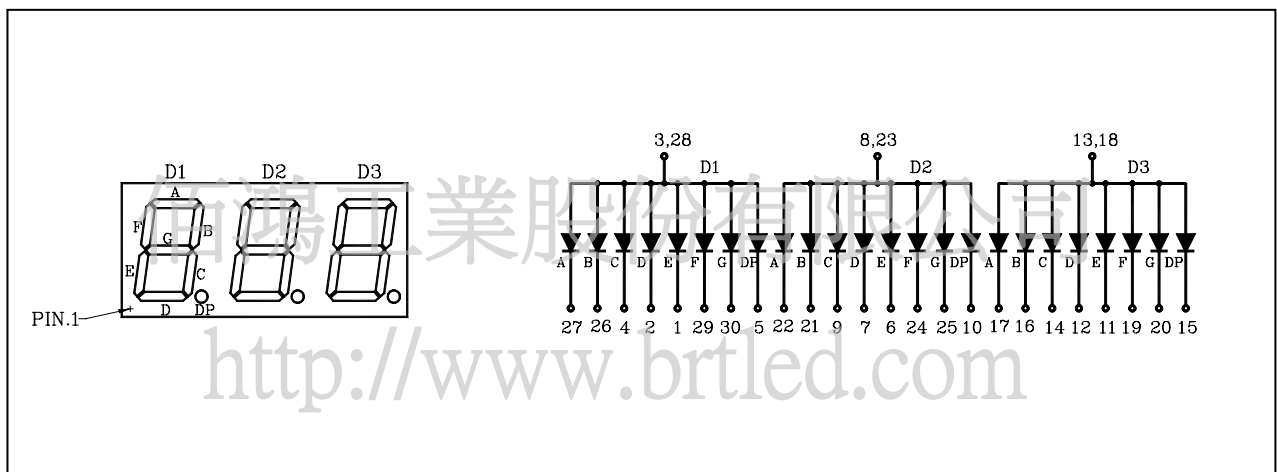 3,28 8,23 13,18
D1 D2 D3 D1 D2 D3
A
F B
G
E C
D DP
PIN.1
A B C D E F G DP A B C D E F G DP A B C D E F G DP
27 26 4 2 1 29 30 5 22 21 9 7 6 24 25 10 17 16 14 12 11 19 20 15
佰鴻工業股份有限公司
http://www.brtled.com